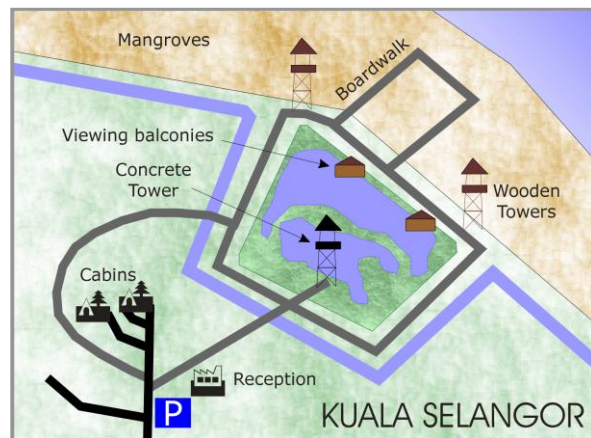 Mangroves
Boardwalk
Viewing balconies
Concrete
Tower
Wooden
Towers
Cabins
Reception
P
KUALA SELANGOR